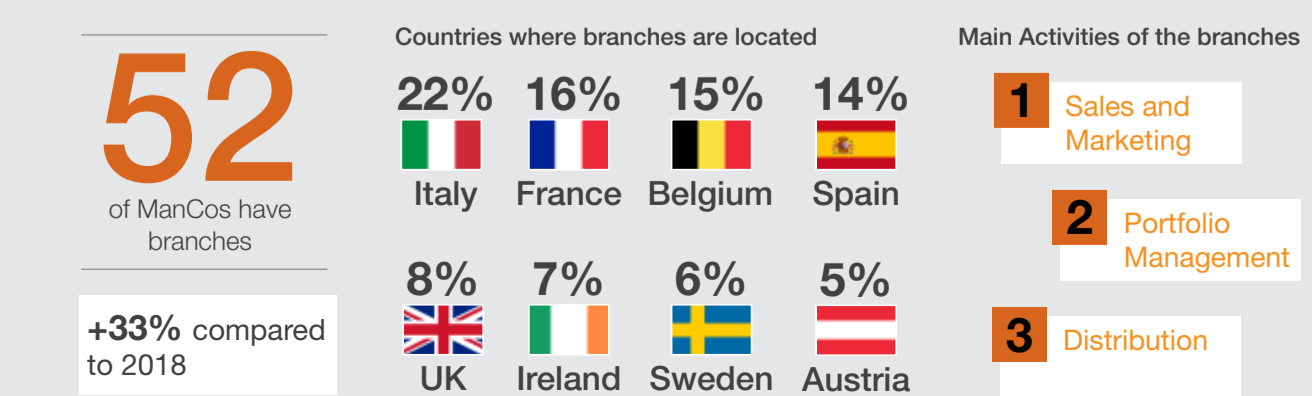 52
of ManCos have
branches
+33% compared
to 2018
Countries where branches are located
22% 16% 15% 14%
Italy France Belgium Spain
8% 7% 6% 5%
UK Ireland Sweden Austria
Main Activities of the branches
1 Sales and
Marketing
2 Portfolio
Management
3 Distribution